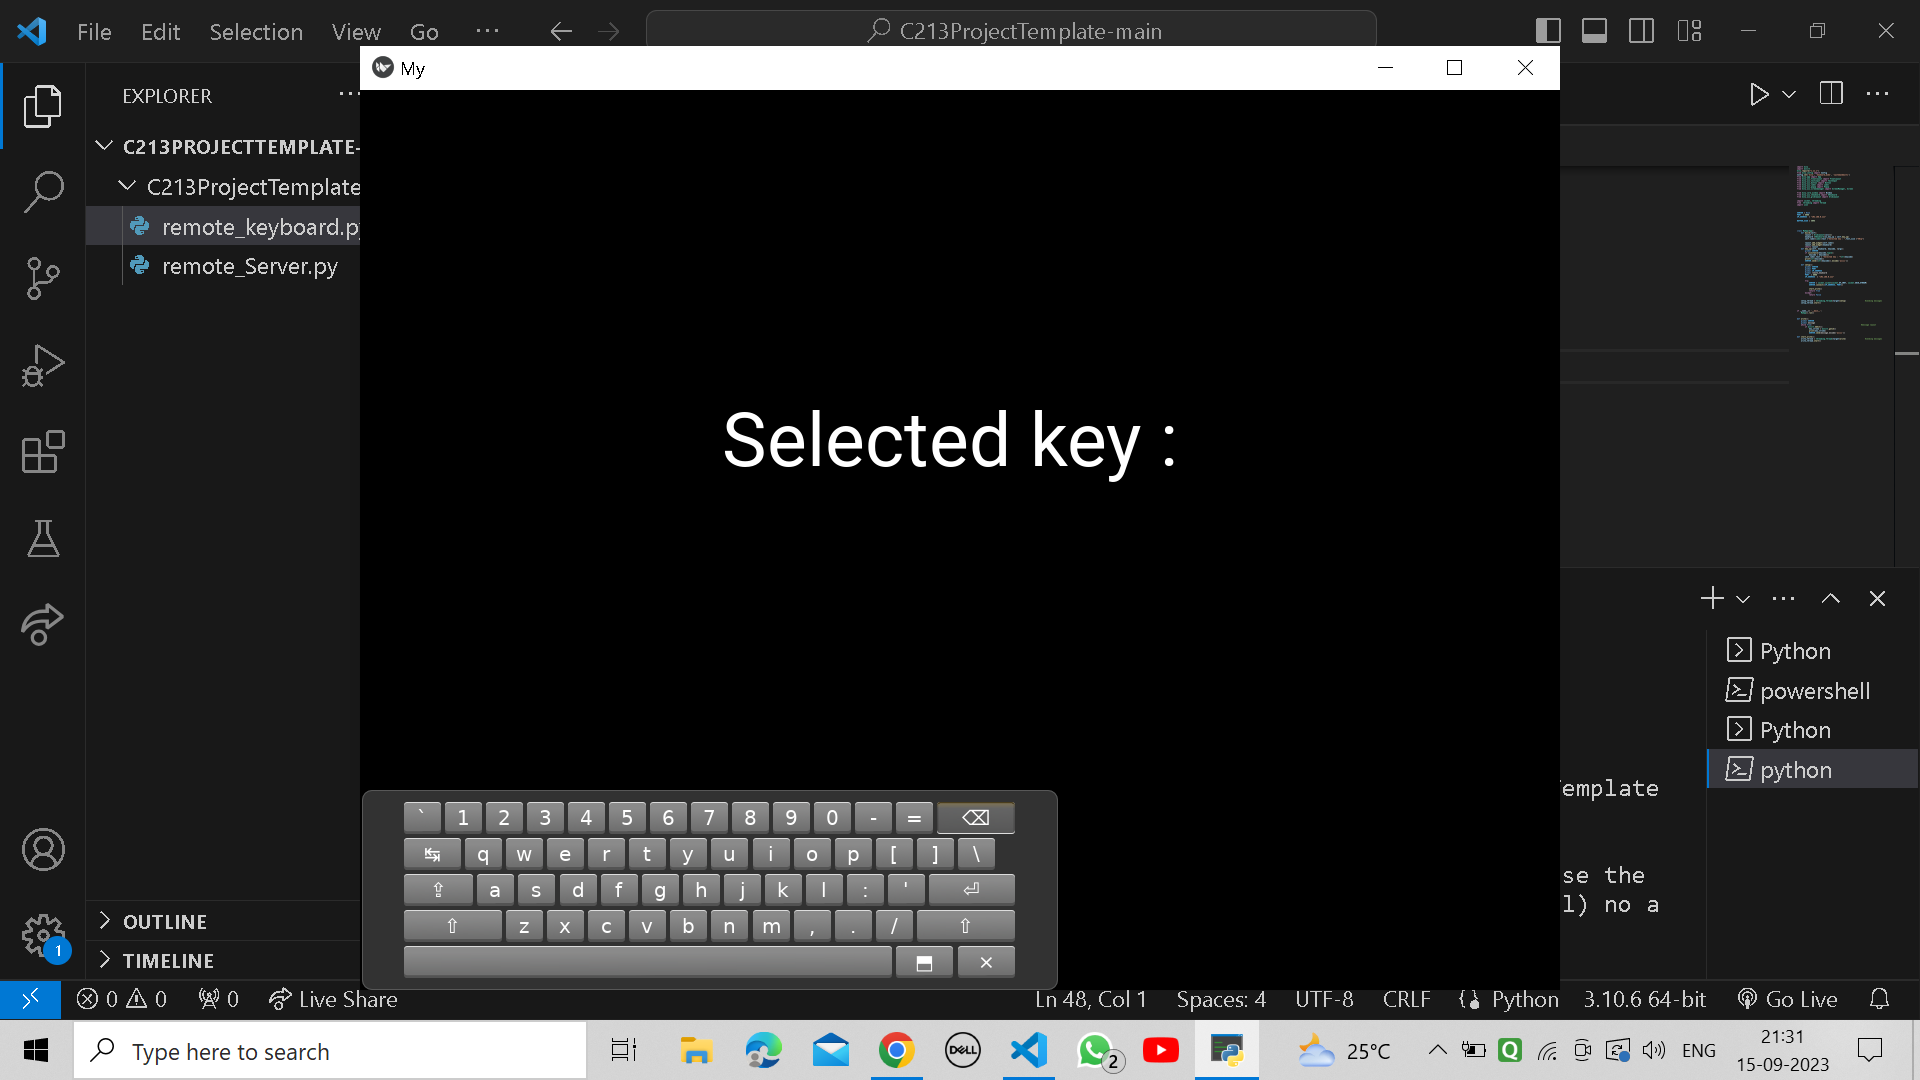 File Edit Selection View Go ... C213ProjectTemplate-main
My
EXPLORER
C213PROJECTTEMPLATE-
C213ProjectTemplate
remote_keyboard.py
remote_Server.py
Selected key :
Python
powershell
Python
python
emplate
se the
l) no a
` 1 2 3 4 5 6 7 8 9 0 - = ⌫
↹ q w e r t y u i o p [ ] \
⇪ a s d f g h j k l : ' ⏎
⇧ z x c v b n m , . / ⇧
×
OUTLINE
TIMELINE
1
0 0 0 Live Share Ln 48, Col 1 Spaces: 4 UTF-8 CRLF Python 3.10.6 64-bit Go Live
Type here to search DELL 2 25°C Q ENG 21:31
15-09-2023